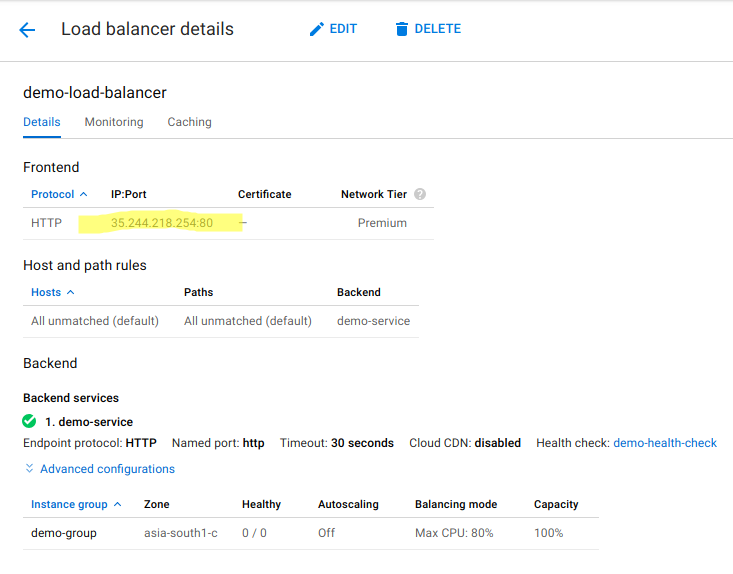 Load balancer details EDIT DELETE
demo-load-balancer
Details Monitoring Caching
Frontend
Protocol IP:Port Certificate Network Tier ?
HTTP 35.244.218.254:80 — Premium
Host and path rules
Hosts Paths Backend
All unmatched (default) All unmatched (default) demo-service
Backend
Backend services
1. demo-service
Endpoint protocol: HTTP Named port: http Timeout: 30 seconds Cloud CDN: disabled Health check: demo-health-check
Advanced configurations
Instance group Zone Healthy Autoscaling Balancing mode Capacity
demo-group asia-south1-c 0 / 0 Off Max CPU: 80% 100%